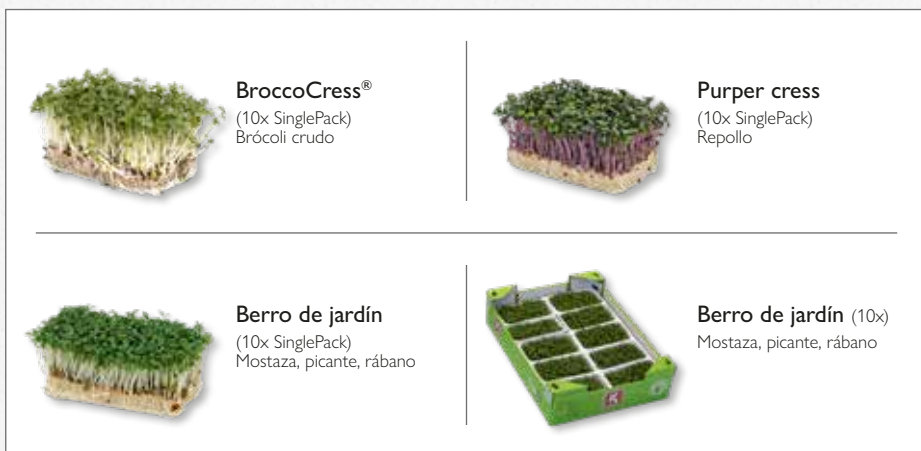 BroccoCress®
(10x SinglePack)
Brócoli crudo
Purper cress
(10x SinglePack)
Repollo
Berro de jardín
(10x SinglePack)
Mostaza, picante, rábano
Berro de jardín (10x)
Mostaza, picante, rábano
K